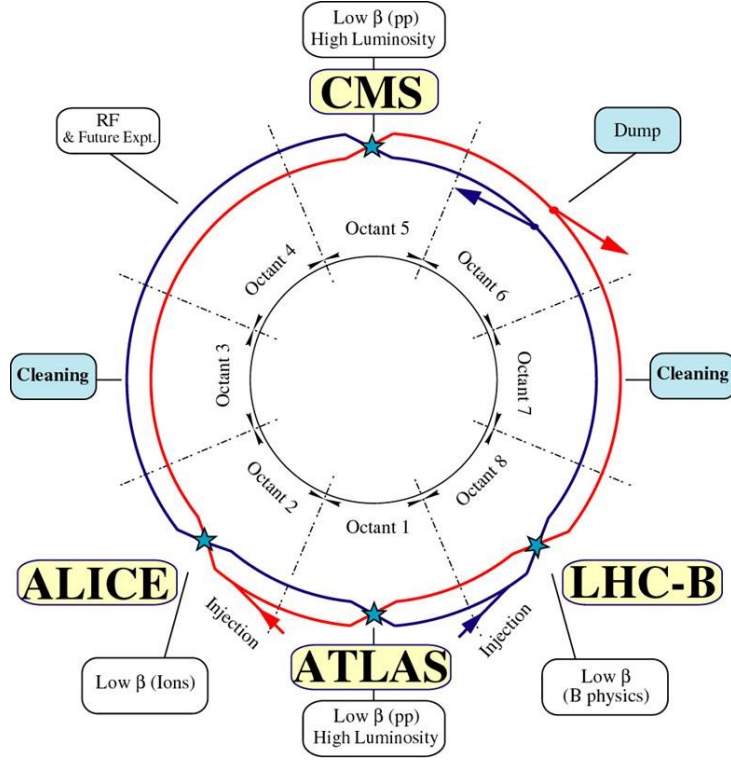 Low β (pp)
High Luminosity
CMS
RF
& Future Expt.
Dump
Octant 5
Octant 4
Octant 6
Cleaning
Octant 3
Octant 7
Cleaning
Octant 2
Octant 8
Octant 1
ALICE
LHC-B
Injection
Injection
ATLAS
Low β (Ions)
Low β
(B physics)
Low β (pp)
High Luminosity